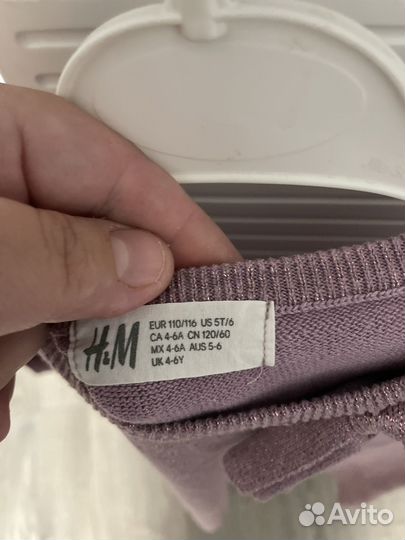 H&M
EUR 110/116 US 5T/6
CA 4-6A CN 120/60
MX 4-6A AUS 5-6
UK 4-6Y
Avito